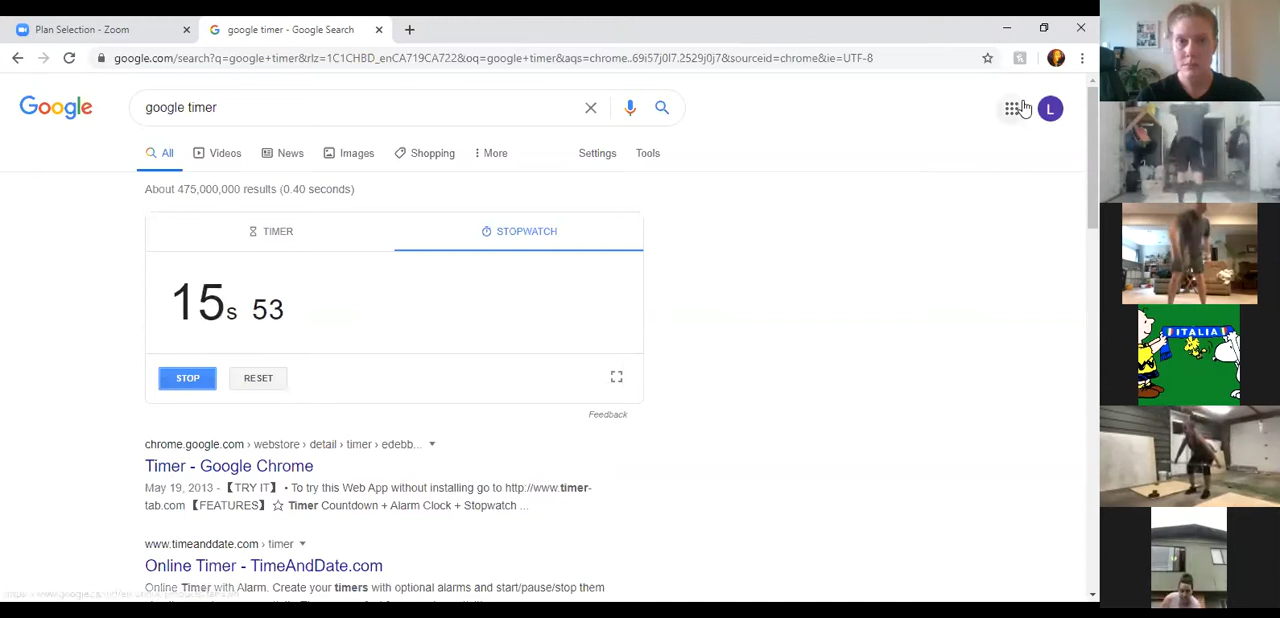 Plan Selection - Zoom
google timer - Google Search
google.com/search?q=google+timer&rlz=1C1CHBD_enCA719CA722&oq=google+timer&aqs=chrome..69i57j0l7.2529j0j7&sourceid=chrome&ie=UTF-8
Google
google timer
L
All
Videos
News
Images
Shopping
More
Settings
Tools
About 475,000,000 results (0.40 seconds)
TIMER
STOPWATCH
15s 53
STOP
RESET
Feedback
chrome.google.com › webstore › detail › timer › edebb...
Timer - Google Chrome
May 19, 2013 - 【TRY IT】 • To try this Web App without installing go to http://www.timer-
tab.com 【FEATURES】 ☆ Timer Countdown + Alarm Clock + Stopwatch ...
www.timeanddate.com › timer
Online Timer - TimeAndDate.com
Online Timer with Alarm. Create your timers with optional alarms and start/pause/stop them
ITALIA